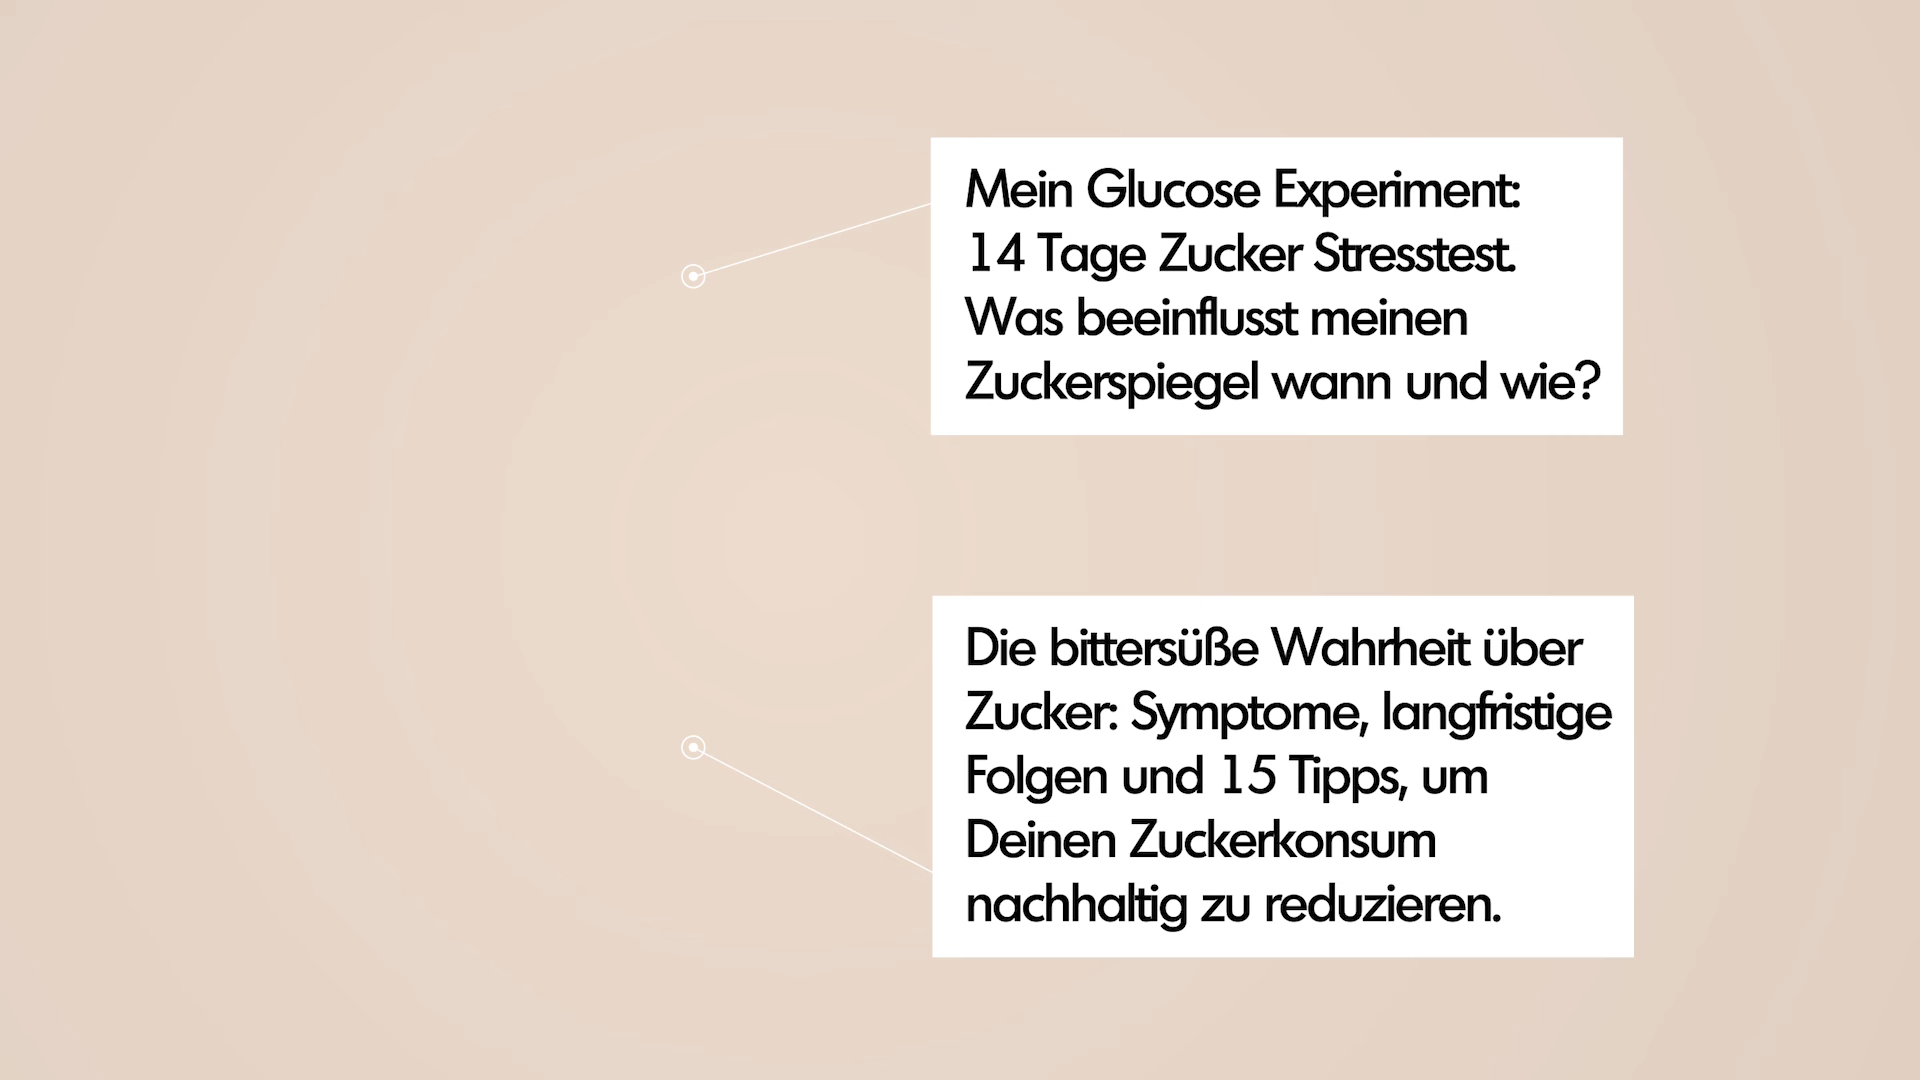 Mein Glucose Experiment:
14 Tage Zucker Stresstest.
Was beeinflusst meinen
Zuckerspiegel wann und wie?
Die bittersüße Wahrheit über
Zucker: Symptome, langfristige
Folgen und 15 Tipps, um
Deinen Zuckerkonsum
nachhaltig zu reduzieren.